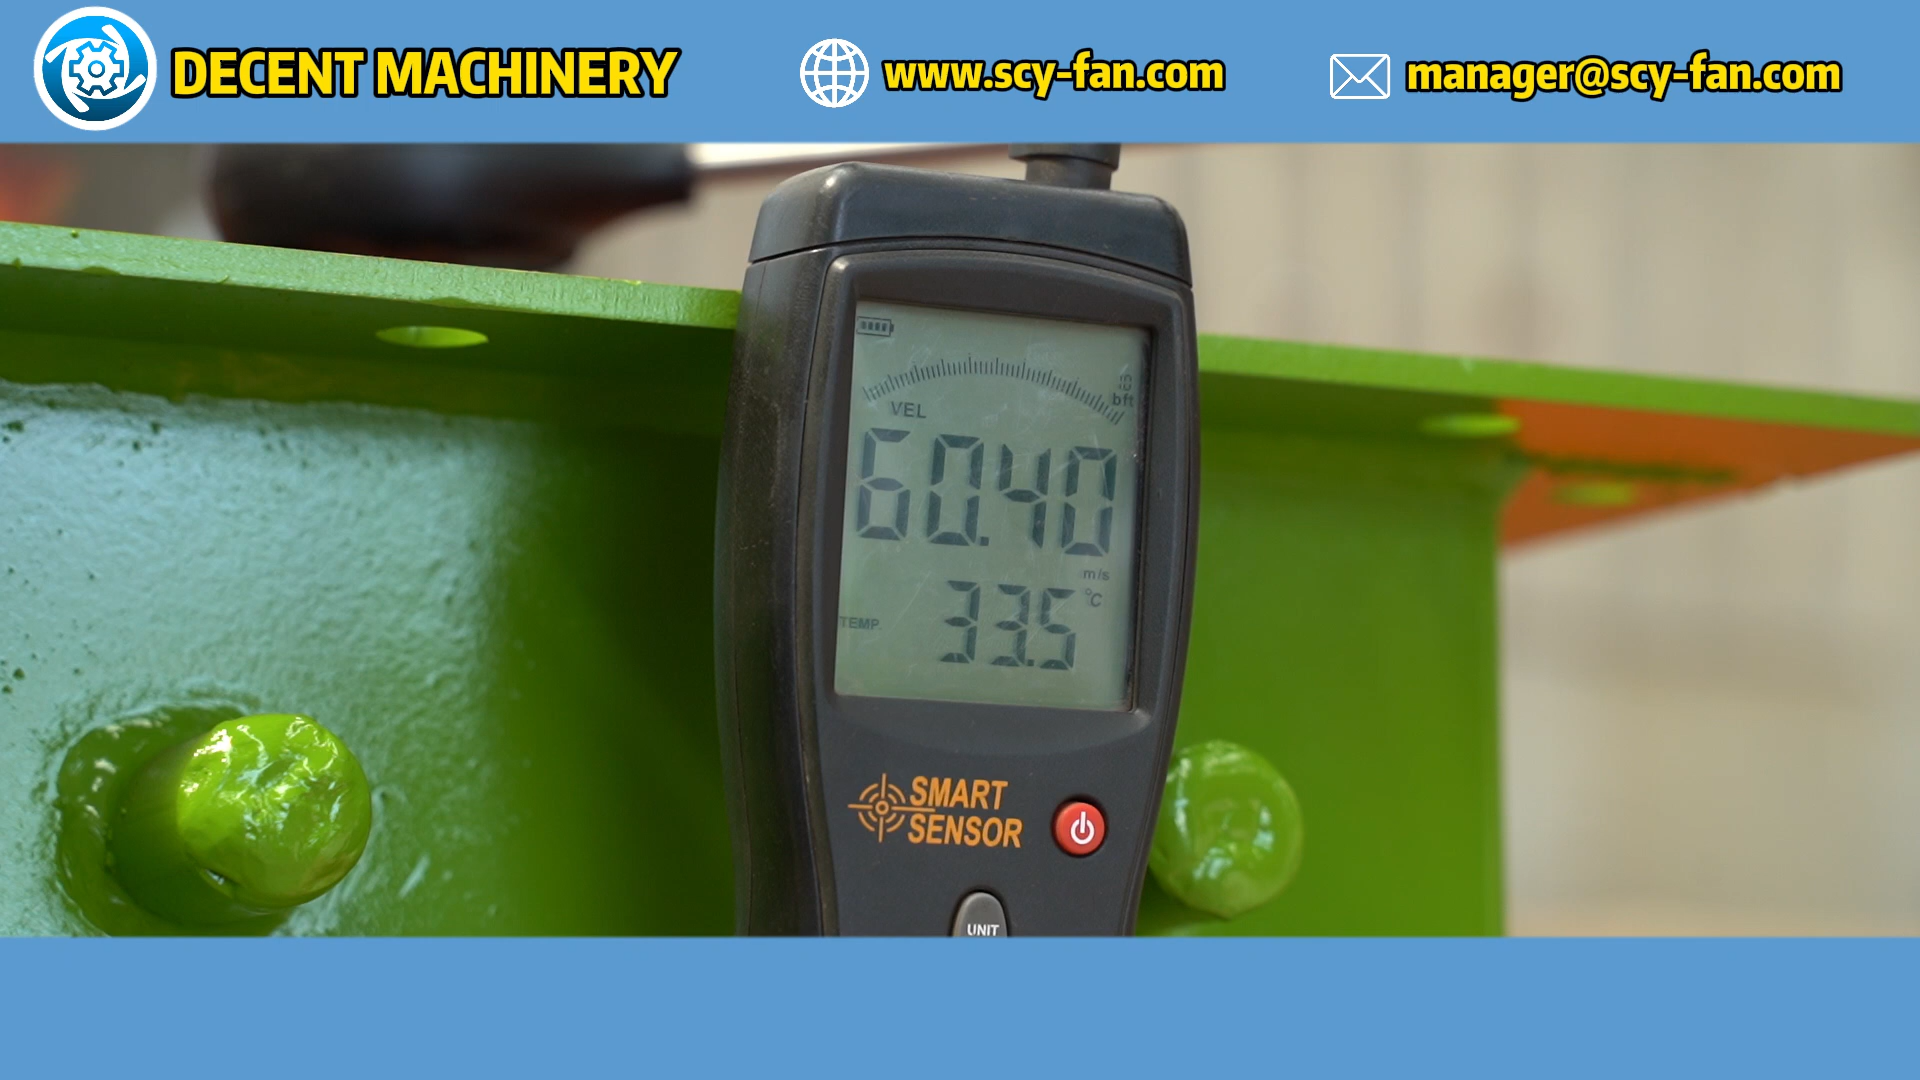 DECENT MACHINERY
www.scy-fan.com
manager@scy-fan.com
bft
VEL
60.40
m/s
°C
TEMP.
33.5
SMART
SENSOR
UNIT